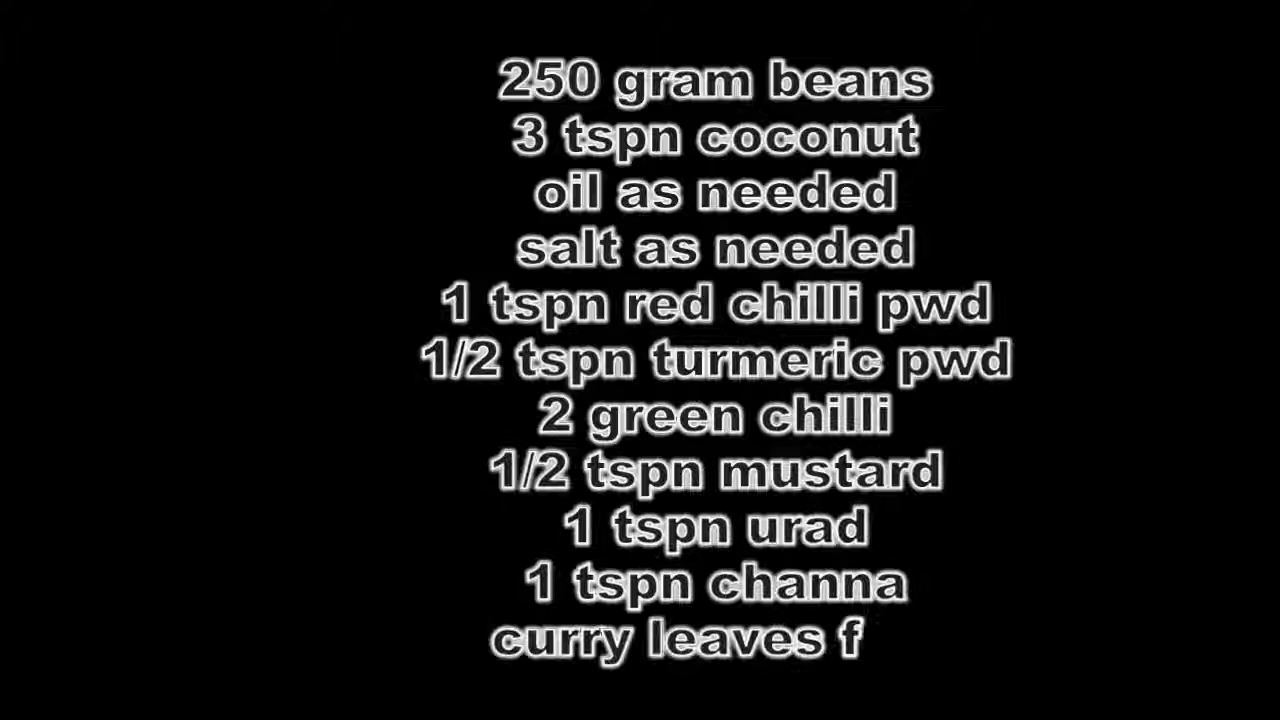 250 gram beans
3 tspn coconut
oil as needed
salt as needed
1 tspn red chilli pwd
1/2 tspn turmeric pwd
2 green chilli
1/2 tspn mustard
1 tspn urad
1 tspn channa
curry leaves f